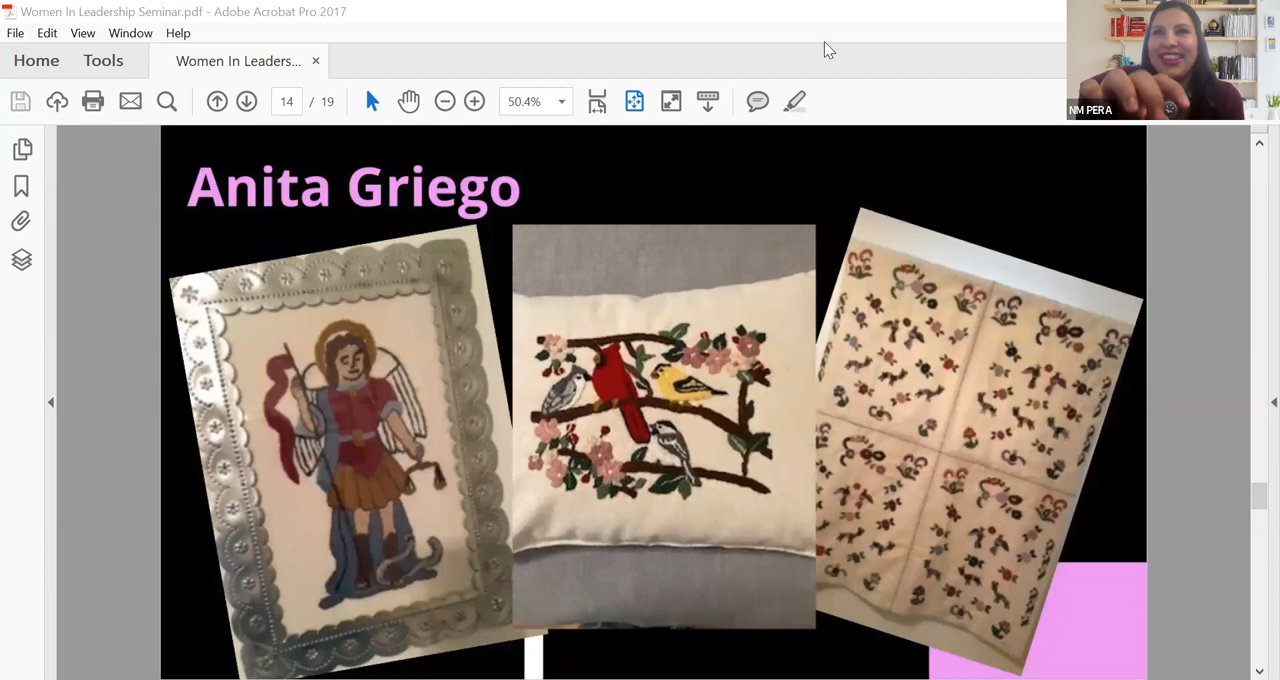 Women In Leadership Seminar.pdf - Adobe Acrobat Pro 2017
File Edit View Window Help
Home Tools Women In Leaders... ×
14 / 19 50.4%
NM PERA
Anita Griego